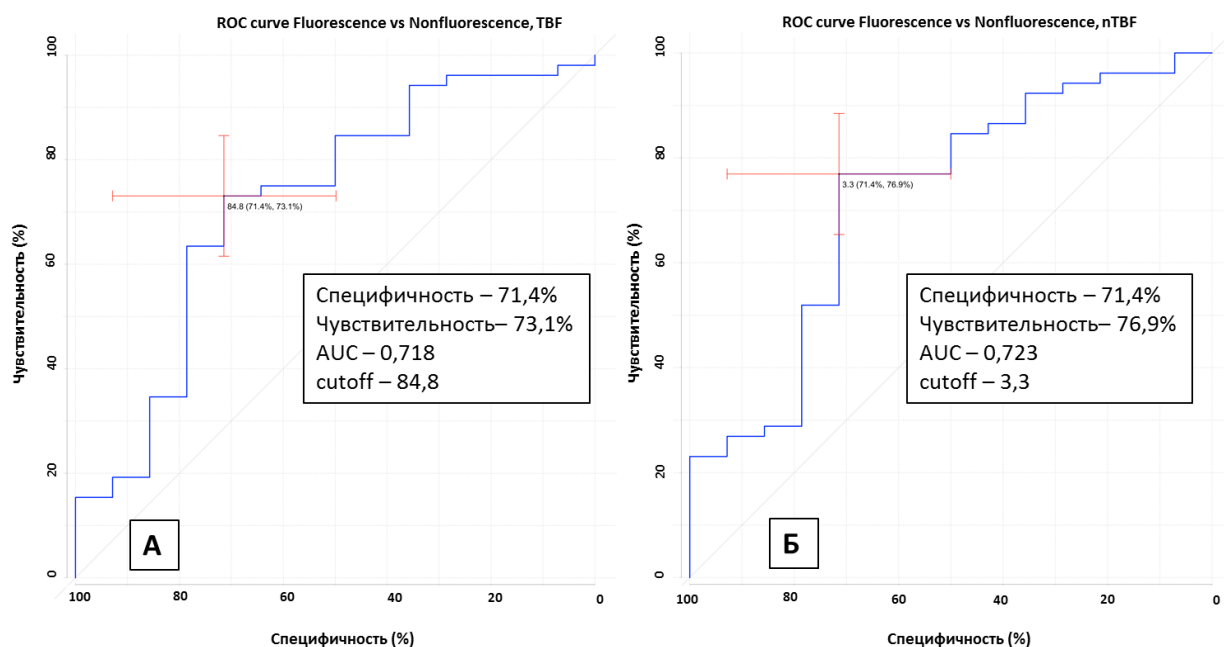 ROC curve Fluorescence vs Nonfluorescence, TBF
100
80
60
40
20
0
Чувствительность (%)
84.8 (71.4%, 73.1%)
Специфичность – 71,4%
Чувствительность– 73,1%
AUC – 0,718
cutoff – 84,8
А
100
80
60
40
20
0
Специфичность (%)
ROC curve Fluorescence vs Nonfluorescence, nTBF
100
80
60
40
20
0
Чувствительность (%)
3.3 (71.4%, 76.9%)
Специфичность – 71,4%
Чувствительность– 76,9%
AUC – 0,723
cutoff – 3,3
Б
100
80
60
40
20
0
Специфичность (%)